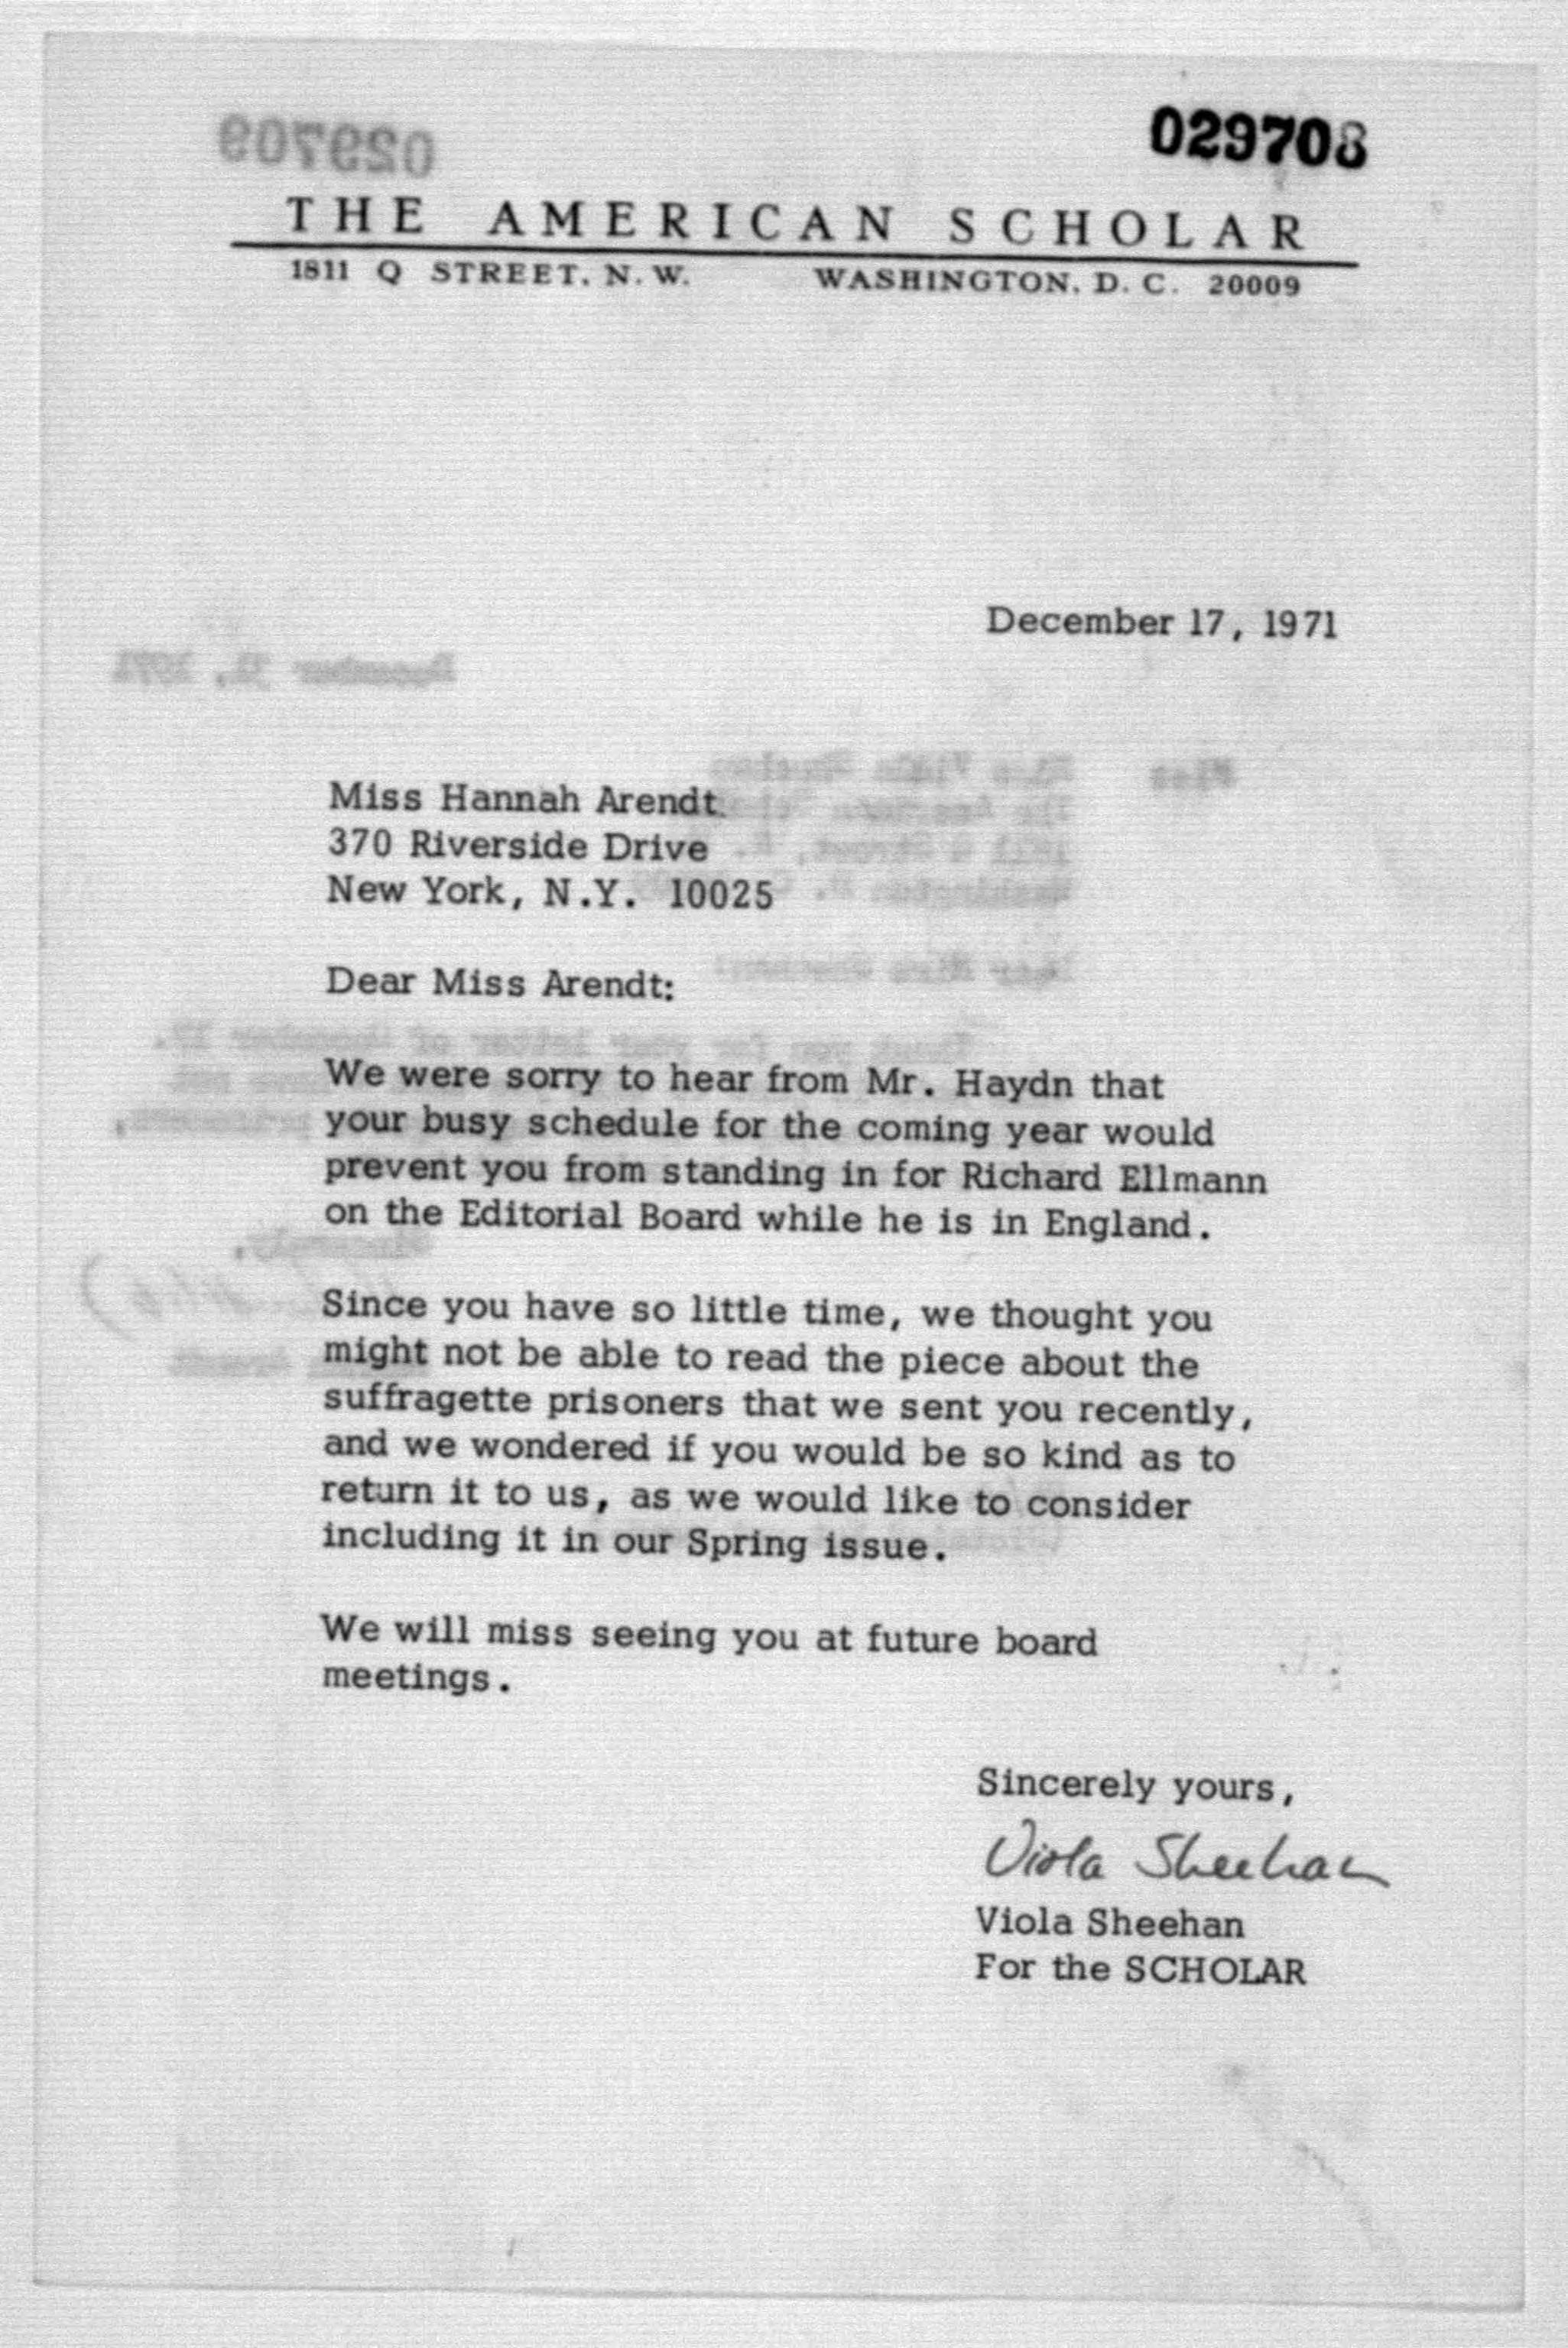 029708
THE AMERICAN SCHOLAR
1811 Q STREET, N. W. WASHINGTON, D. C. 20009
December 17, 1971
Miss Hannah Arendt
370 Riverside Drive
New York, N.Y. 10025
Dear Miss Arendt:
We were sorry to hear from Mr. Haydn that
your busy schedule for the coming year would
prevent you from standing in for Richard Ellmann
on the Editorial Board while he is in England.
Since you have so little time, we thought you
might not be able to read the piece about the
suffragette prisoners that we sent you recently,
and we wondered if you would be so kind as to
return it to us, as we would like to consider
including it in our Spring issue.
We will miss seeing you at future board
meetings.
Sincerely yours,
Viola Sheehan
Viola Sheehan
For the SCHOLAR